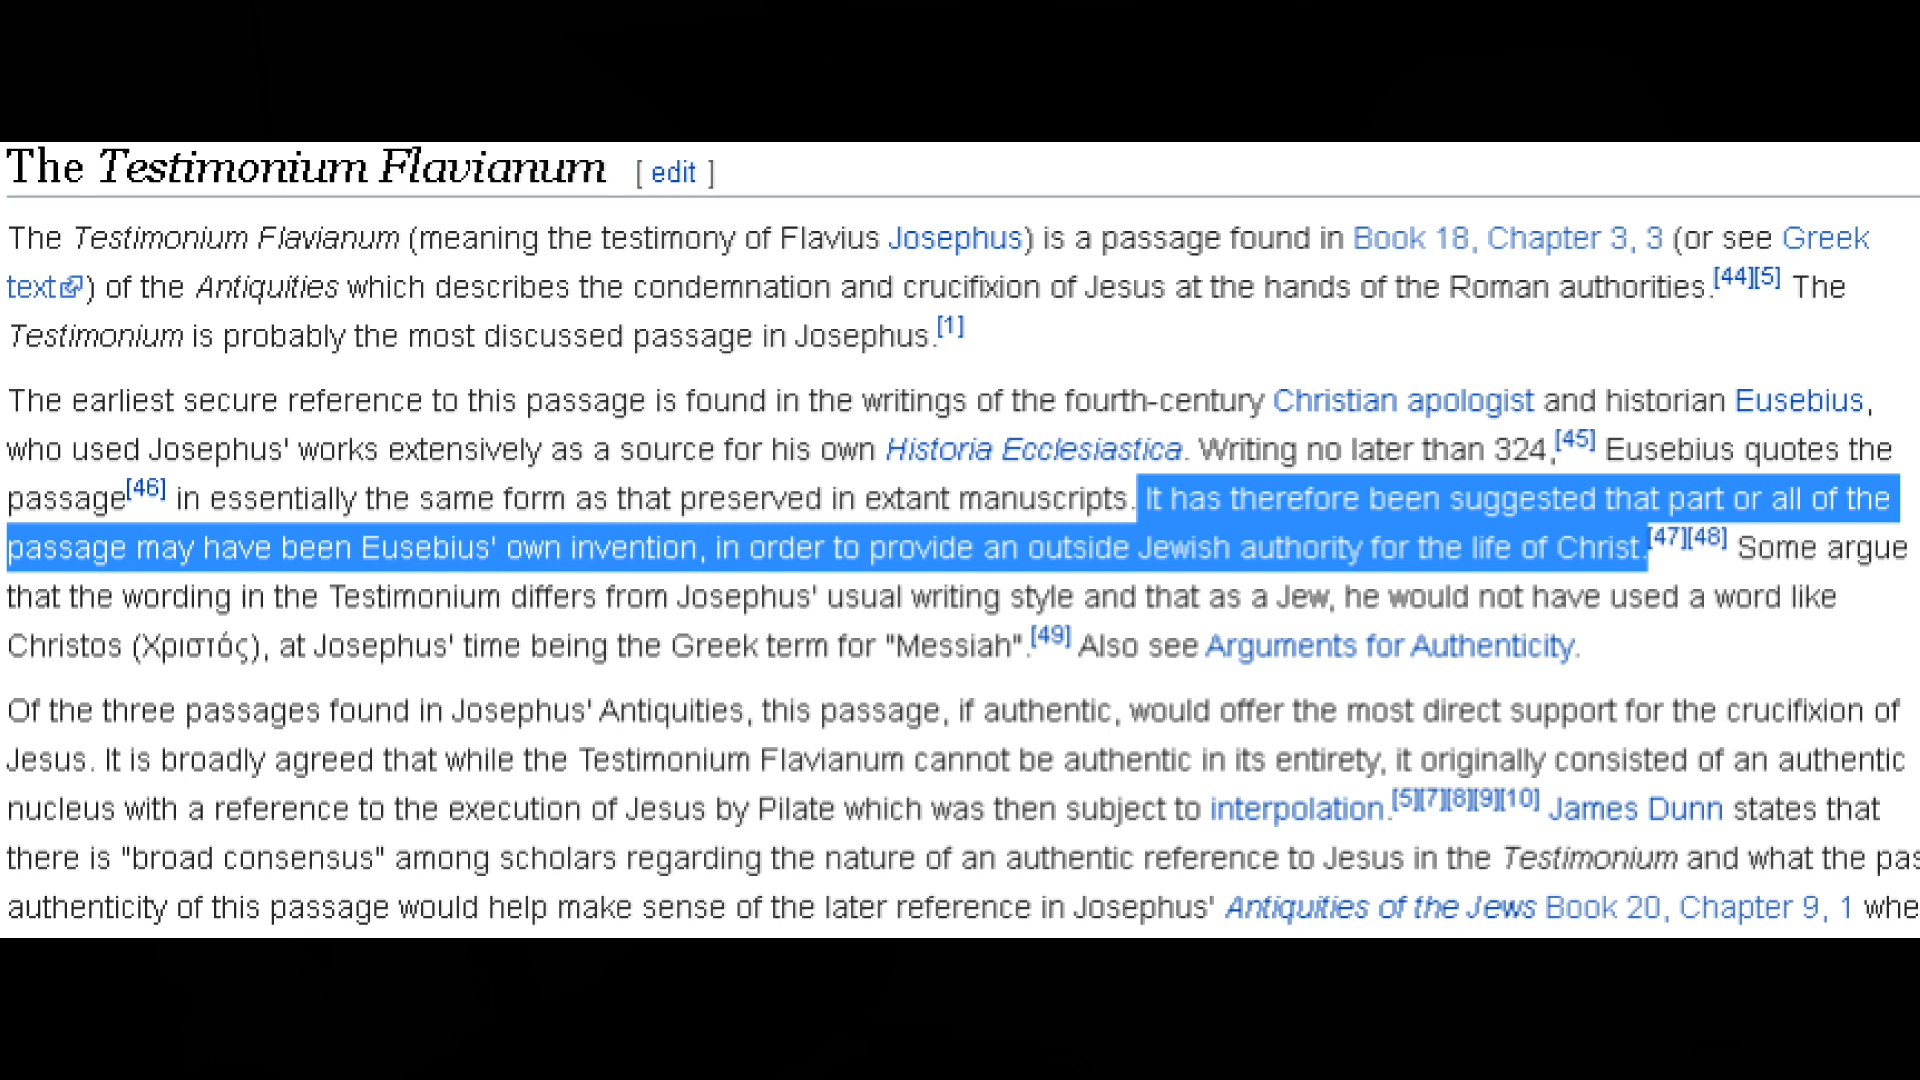 The Testimonium Flavianum [ edit ]
The Testimonium Flavianum (meaning the testimony of Flavius Josephus) is a passage found in Book 18, Chapter 3, 3 (or see Greek
text) of the Antiquities which describes the condemnation and crucifixion of Jesus at the hands of the Roman authorities.[44][5] The
Testimonium is probably the most discussed passage in Josephus.[1]
The earliest secure reference to this passage is found in the writings of the fourth-century Christian apologist and historian Eusebius,
who used Josephus' works extensively as a source for his own Historia Ecclesiastica. Writing no later than 324,[45] Eusebius quotes the
passage[46] in essentially the same form as that preserved in extant manuscripts. It has therefore been suggested that part or all of the
passage may have been Eusebius' own invention, in order to provide an outside Jewish authority for the life of Christ.[47][48] Some argue
that the wording in the Testimonium differs from Josephus' usual writing style and that as a Jew, he would not have used a word like
Christos (Χριστός), at Josephus' time being the Greek term for "Messiah".[49] Also see Arguments for Authenticity.
Of the three passages found in Josephus' Antiquities, this passage, if authentic, would offer the most direct support for the crucifixion of
Jesus. It is broadly agreed that while the Testimonium Flavianum cannot be authentic in its entirety, it originally consisted of an authentic
nucleus with a reference to the execution of Jesus by Pilate which was then subject to interpolation.[5][7][8][9][10] James Dunn states that
there is "broad consensus" among scholars regarding the nature of an authentic reference to Jesus in the Testimonium and what the pas
authenticity of this passage would help make sense of the later reference in Josephus' Antiquities of the Jews Book 20, Chapter 9, 1 whe